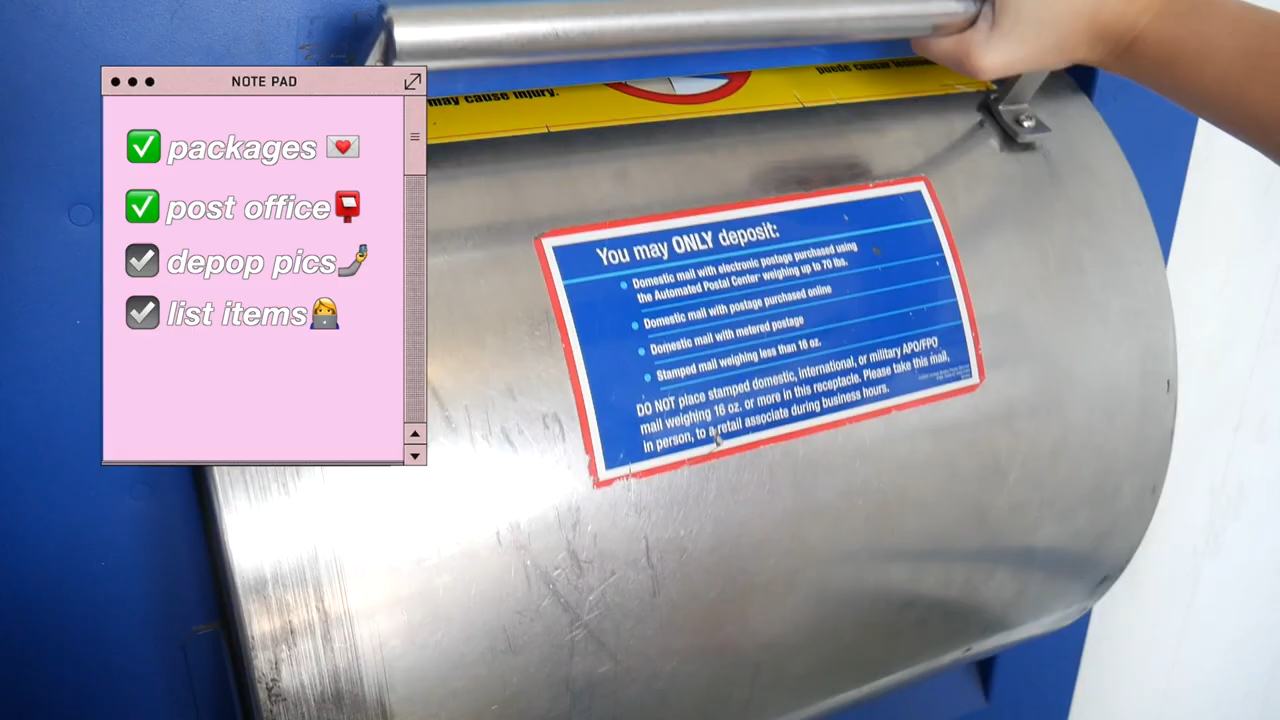 NOTE PAD
packages
post office
depop pics
list items
may cause injury.
You may ONLY deposit:
Domestic mail with electronic postage purchased using
the Automated Postal Center weighing up to 70 lbs.
Domestic mail with postage purchased online
Domestic mail with metered postage
Stamped mail weighing less than 16 oz.
DO NOT place stamped domestic, international, or military APO/FPO
mail weighing 16 oz. or more in this receptacle. Please take this mail,
in person, to a retail associate during business hours.